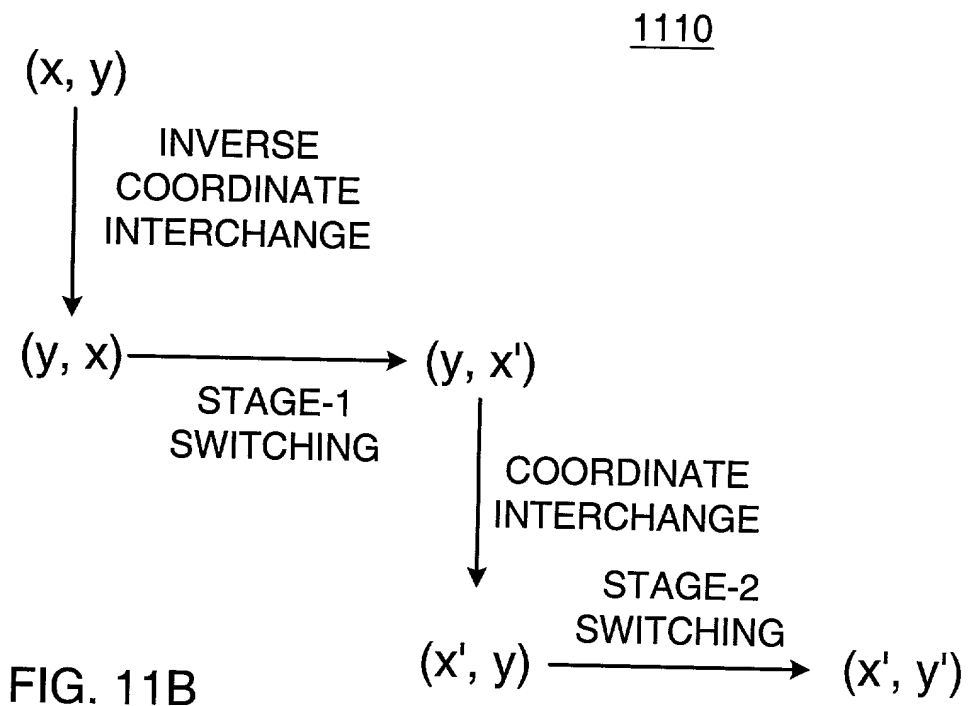 1110
(x, y)
INVERSE
COORDINATE
INTERCHANGE
(y, x)
(y, x')
STAGE-1
SWITCHING
COORDINATE
INTERCHANGE
STAGE-2
SWITCHING
(x', y)
(x', y')
FIG. 11B